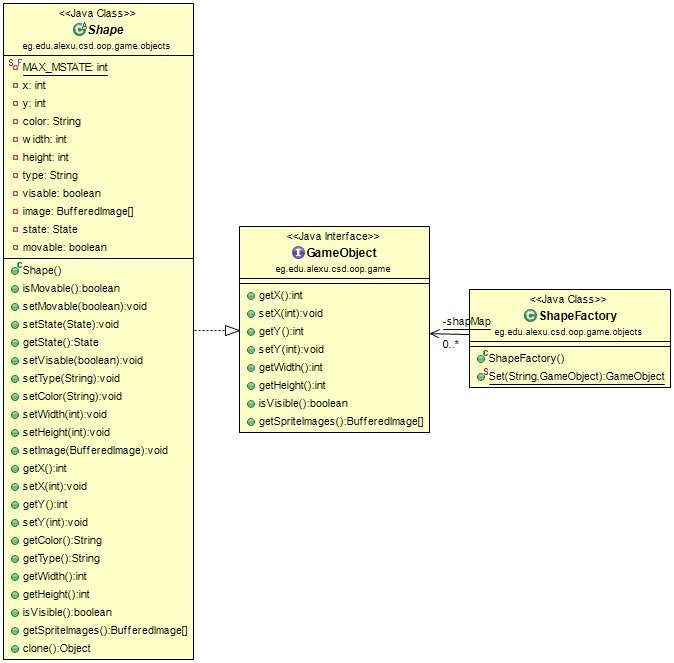 <<Java Class>>
Shape
eg.edu.alexu.csd.oop.game.objects
MAX_MSTATE: int
x: int
y: int
color: String
width: int
height: int
type: String
visable: boolean
image: BufferedImage[]
state: State
movable: boolean
Shape()
isMovable():boolean
setMovable(boolean):void
setState(State):void
getState():State
setVisable(boolean):void
setType(String):void
setColor(String):void
setWidth(int):void
setHeight(int):void
setImage(BufferedImage):void
getX():int
setX(int):void
getY():int
setY(int):void
getColor():String
getType():String
getWidth():int
getHeight():int
isVisible():boolean
getSpriteImages():BufferedImage[]
clone():Object
<<Java Interface>>
GameObject
eg.edu.alexu.csd.oop.game
getX():int
setX(int):void
getY():int
setY(int):void
getWidth():int
getHeight():int
isVisible():boolean
getSpriteImages():BufferedImage[]
-shapMap
0..*
<<Java Class>>
ShapeFactory
eg.edu.alexu.csd.oop.game.objects
ShapeFactory()
Set(String,GameObject):GameObject